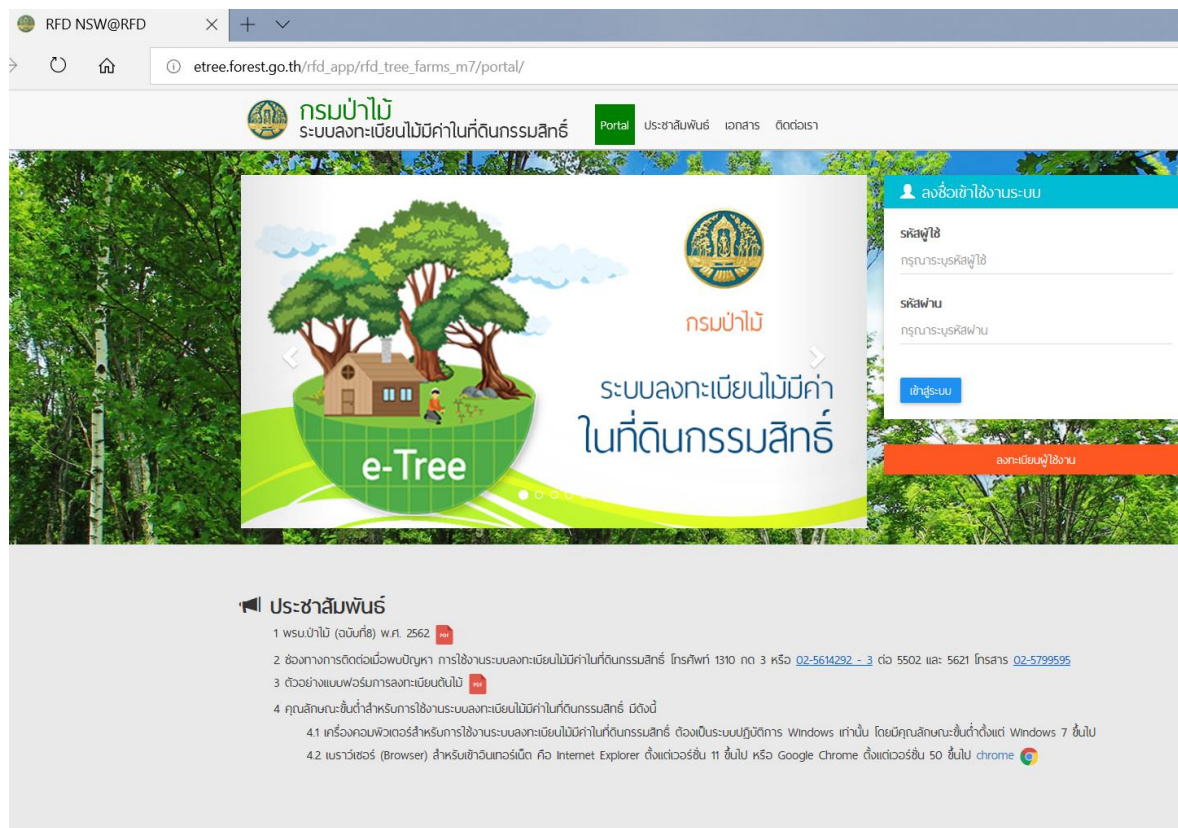 RFD NSW@RFD
etree.forest.go.th/rfd_app/rfd_tree_farms_m7/portal/
กรมป่าไม้
ระบบลงทะเบียนไม้มีค่าในที่ดินกรรมสิทธิ์
Portal ประชาสัมพันธ์ เอกสาร ติดต่อเรา
กรมป่าไม้
ระบบลงทะเบียนไม้มีค่า
ในที่ดินกรรมสิทธิ์
e-Tree
ลงชื่อเข้าใช้งานระบบ
รหัสผู้ใช้
กรุณาระบุรหัสผู้ใช้
รหัสผ่าน
กรุณาระบุรหัสผ่าน
เข้าสู่ระบบ
ลงทะเบียนผู้ใช้งาน
ประชาสัมพันธ์
1 พรบ.ป่าไม้ (ฉบับที่8) พ.ศ. 2562 PDF
2 ช่องทางการติดต่อเมื่อพบปัญหา การใช้งานระบบลงทะเบียนไม้มีค่าในที่ดินกรรมสิทธิ์ โทรศัพท์ 1310 กด 3 หรือ 02-5614292 - 3 ต่อ 5502 และ 5621 โทรสาร 02-5799595
3 ตัวอย่างแบบฟอร์มการลงทะเบียนต้นไม้ PDF
4 คุณลักษณะขั้นต่ำสำหรับการใช้งานระบบลงทะเบียนไม้มีค่าในที่ดินกรรมสิทธิ์ มีดังนี้
4.1 เครื่องคอมพิวเตอร์สำหรับการใช้งานระบบลงทะเบียนไม้มีค่าในที่ดินกรรมสิทธิ์ ต้องเป็นระบบปฏิบัติการ Windows เท่านั้น โดยมีคุณลักษณะขั้นต่ำตั้งแต่ Windows 7 ขึ้นไป
4.2 เบราว์เซอร์ (Browser) สำหรับเข้าอินเทอร์เน็ต คือ Internet Explorer ตั้งแต่เวอร์ชั่น 11 ขึ้นไป หรือ Google Chrome ตั้งแต่เวอร์ชั่น 50 ขึ้นไป chrome